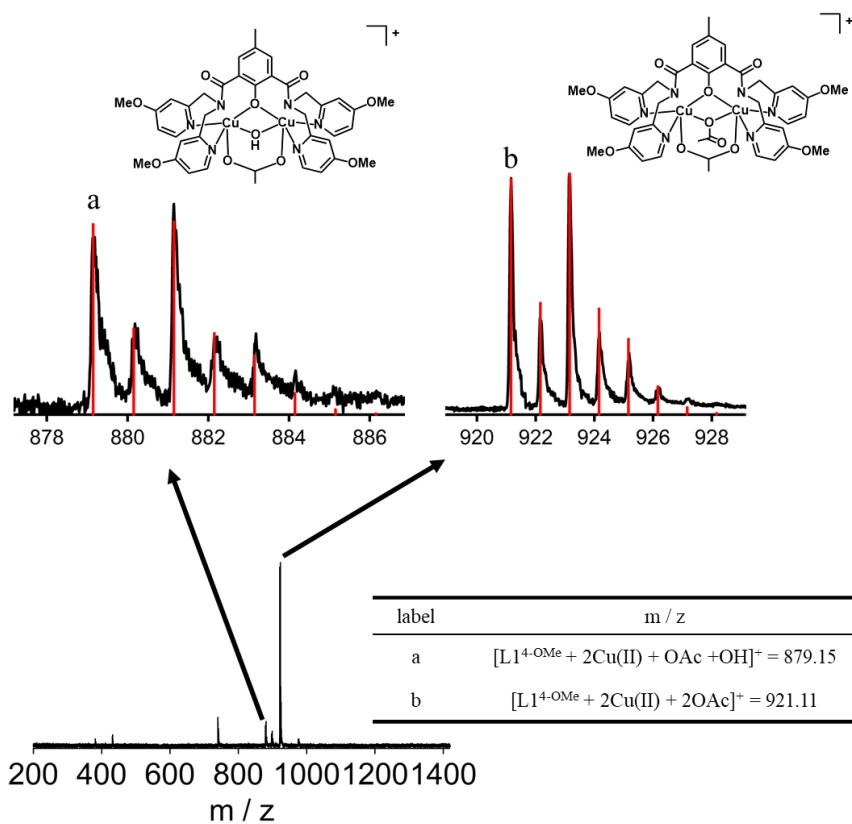 ]+
]+
O
O
OMe
OMe
MeO
MeO
N
N
O
N
N
Cu
Cu
O
H
N
N
O
O
OMe
OMe
MeO
MeO
O
O
N
N
O
N
N
Cu
Cu
O
O
N
N
O
O
a
b
878 880 882 884 886
920 922 924 926 928
label m / z
a [L1^4-OMe + 2Cu(II) + OAc +OH]⁺ = 879.15
b [L1^4-OMe + 2Cu(II) + 2OAc]⁺ = 921.11
200 400 600 800 1000 1200 1400
m / z